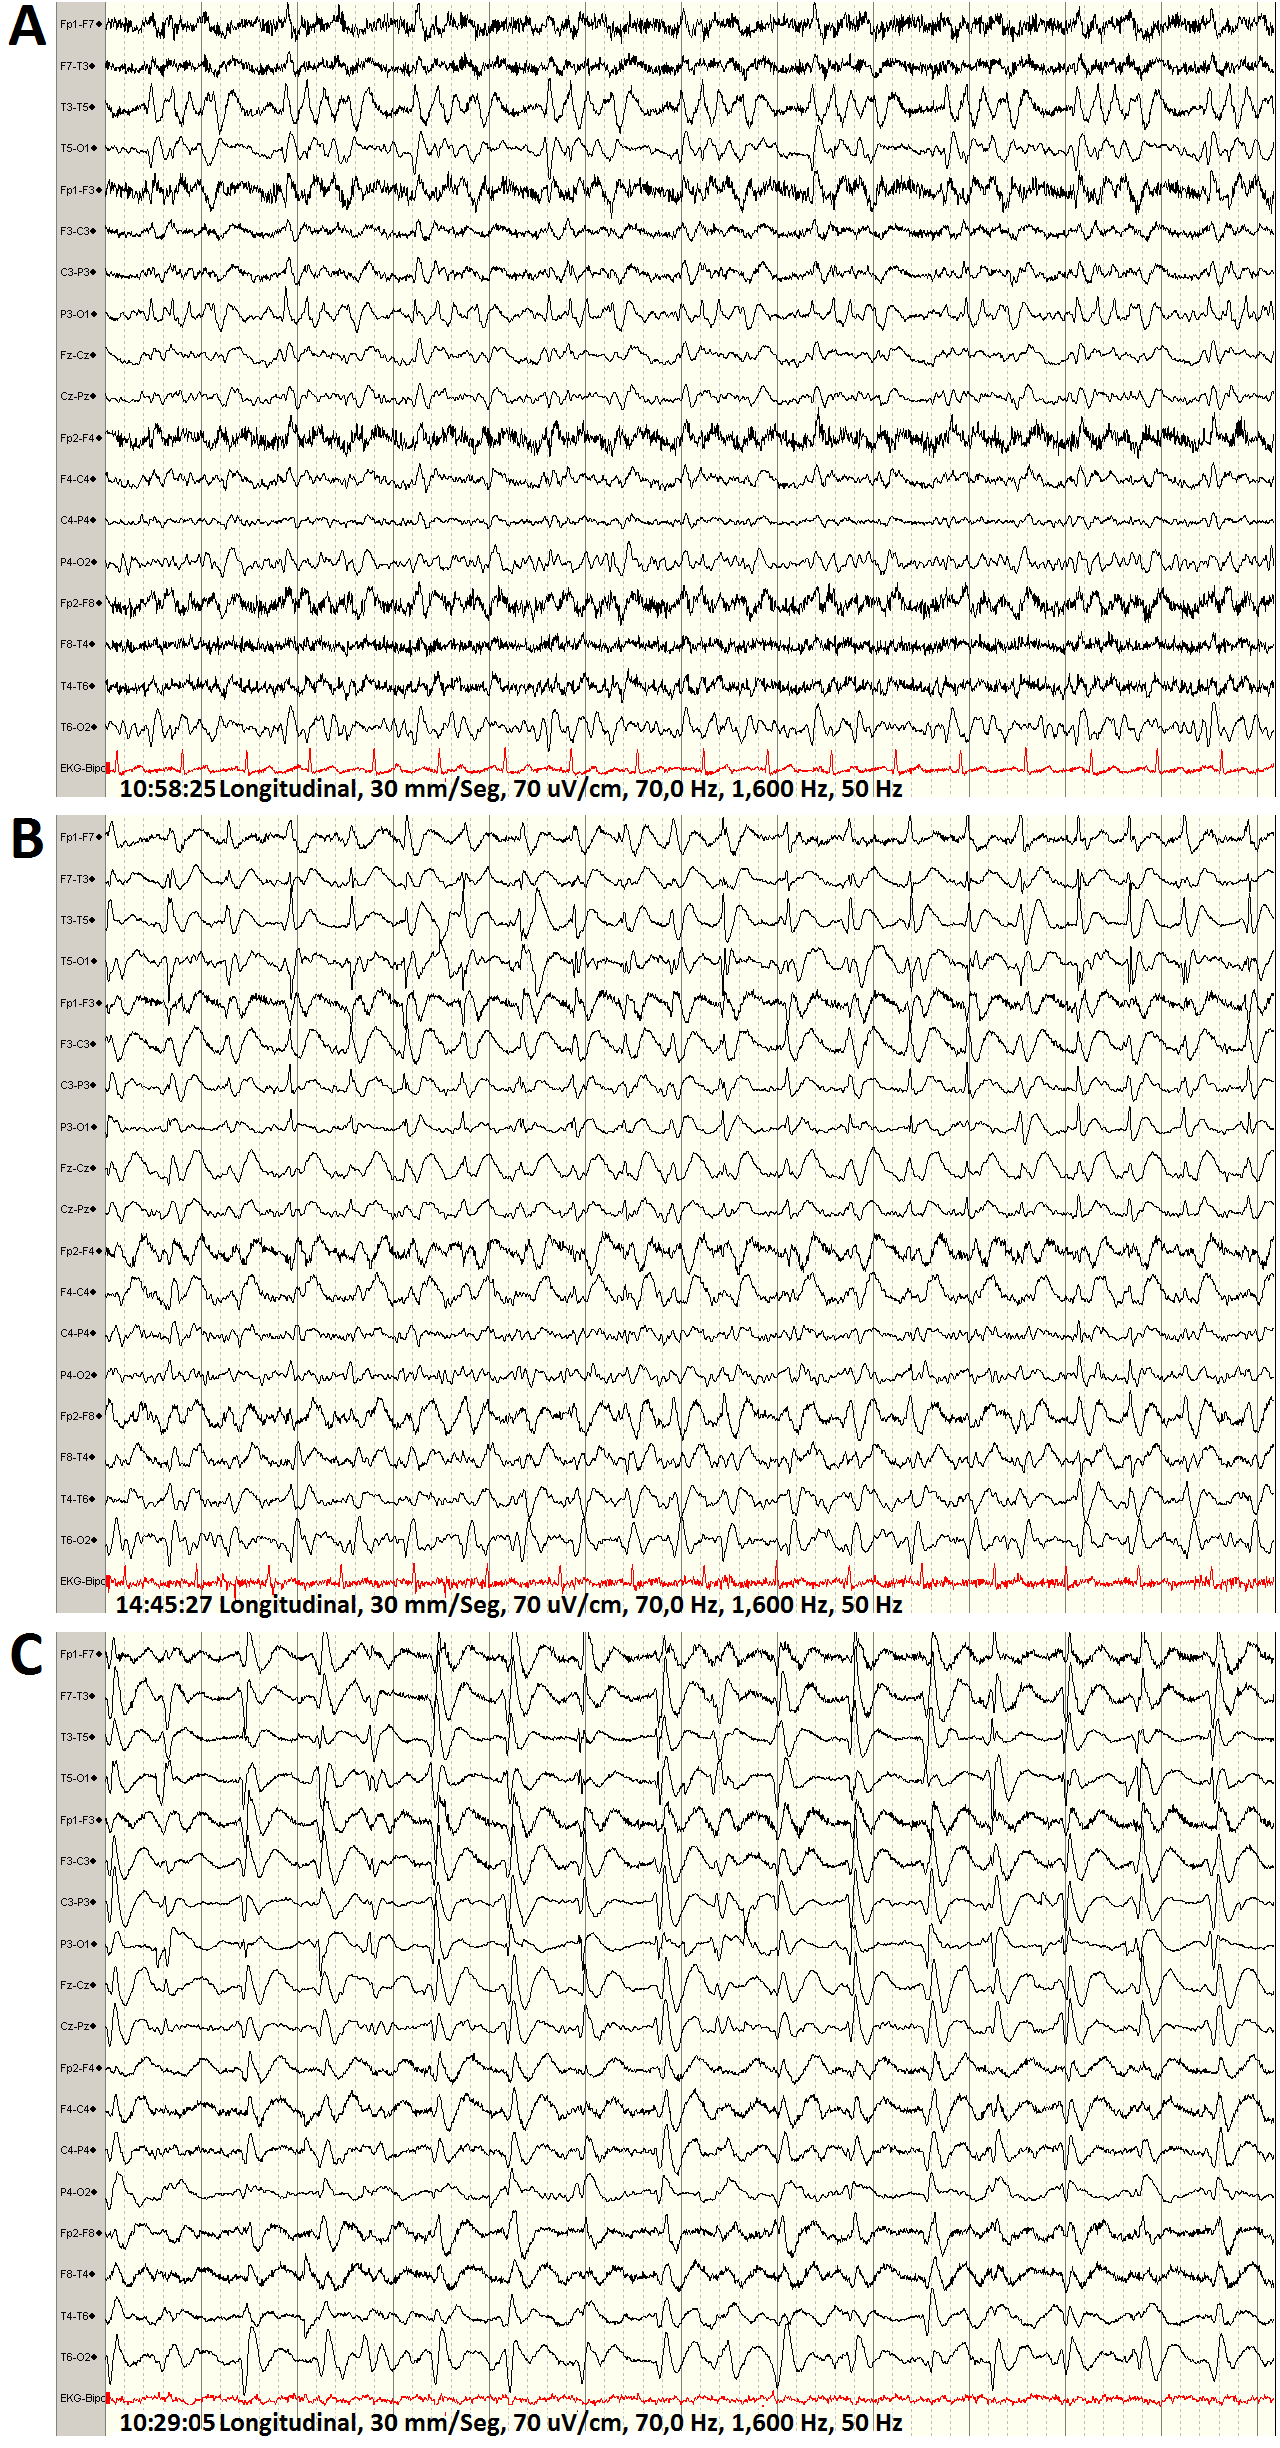 A
Fp1-F7
F7-T3
T3-T5
T5-O1
Fp1-F3
F3-C3
C3-P3
P3-O1
Fz-Cz
Cz-Pz
Fp2-F4
F4-C4
C4-P4
P4-O2
Fp2-F8
F8-T4
T4-T6
T6-O2
EKG-Bipo
10:58:25 Longitudinal, 30 mm/Seg, 70 uV/cm, 70,0 Hz, 1,600 Hz, 50 Hz
B
Fp1-F7
F7-T3
T3-T5
T5-O1
Fp1-F3
F3-C3
C3-P3
P3-O1
Fz-Cz
Cz-Pz
Fp2-F4
F4-C4
C4-P4
P4-O2
Fp2-F8
F8-T4
T4-T6
T6-O2
EKG-Bipo
14:45:27 Longitudinal, 30 mm/Seg, 70 uV/cm, 70,0 Hz, 1,600 Hz, 50 Hz
C
Fp1-F7
F7-T3
T3-T5
T5-O1
Fp1-F3
F3-C3
C3-P3
P3-O1
Fz-Cz
Cz-Pz
Fp2-F4
F4-C4
C4-P4
P4-O2
Fp2-F8
F8-T4
T4-T6
T6-O2
EKG-Bipo
10:29:05 Longitudinal, 30 mm/Seg, 70 uV/cm, 70,0 Hz, 1,600 Hz, 50 Hz